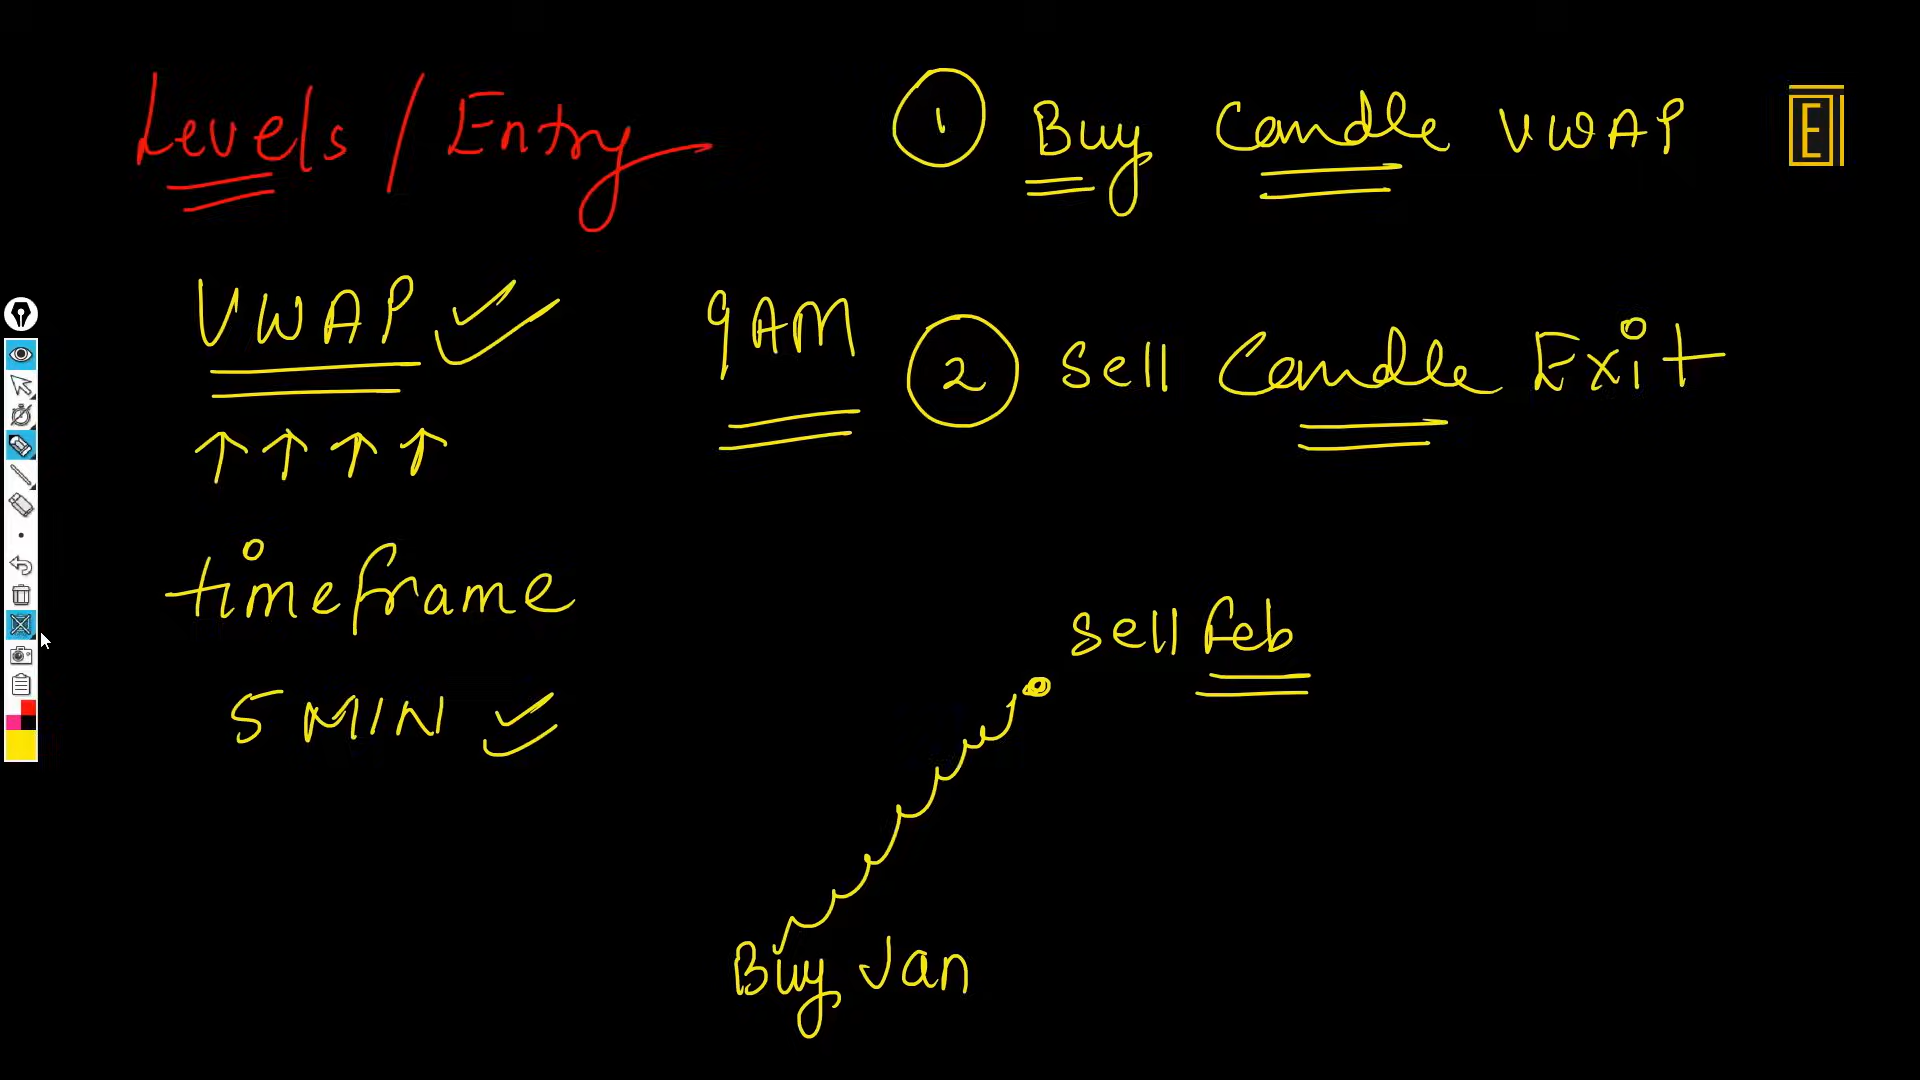 Levels / Entry
VWAP
9AM
timeframe
5 MIN
1 Buy Candle VWAP
2 Sell Candle Exit
Sell Feb
Buy Jan
E